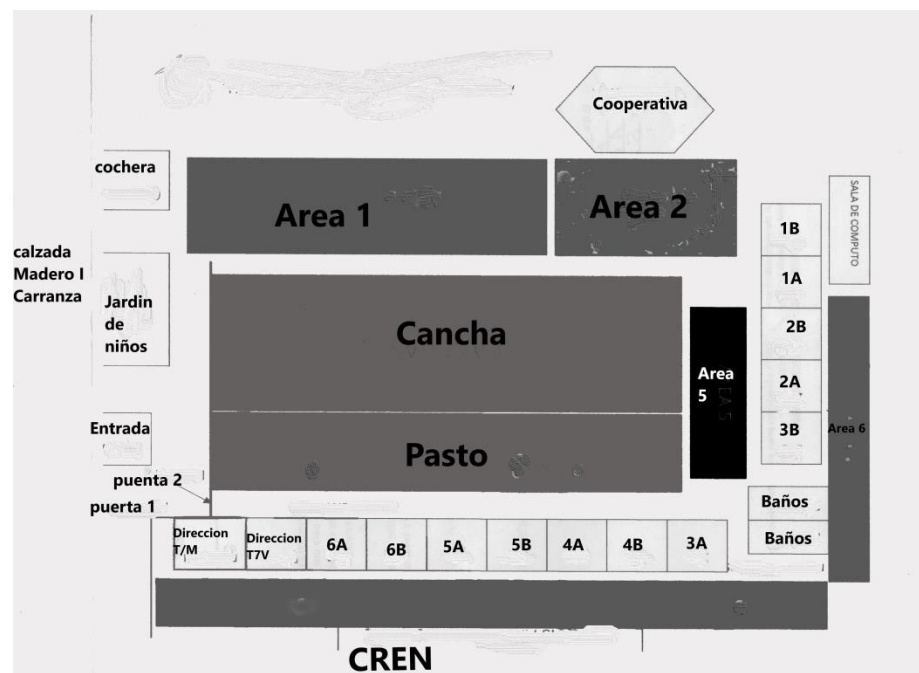 Cooperativa
cochera
Area 1
Area 2
SALA DE COMPUTO
1B
1A
calzada
Madero I
Carranza
Jardin
de
niños
Cancha
2B
Area
5
2A
Entrada
Pasto
3B
Area 6
puenta 2
puerta 1
Baños
Baños
Direccion
T/M
Direccion
T7V
6A
6B
5A
5B
4A
4B
3A
CREN